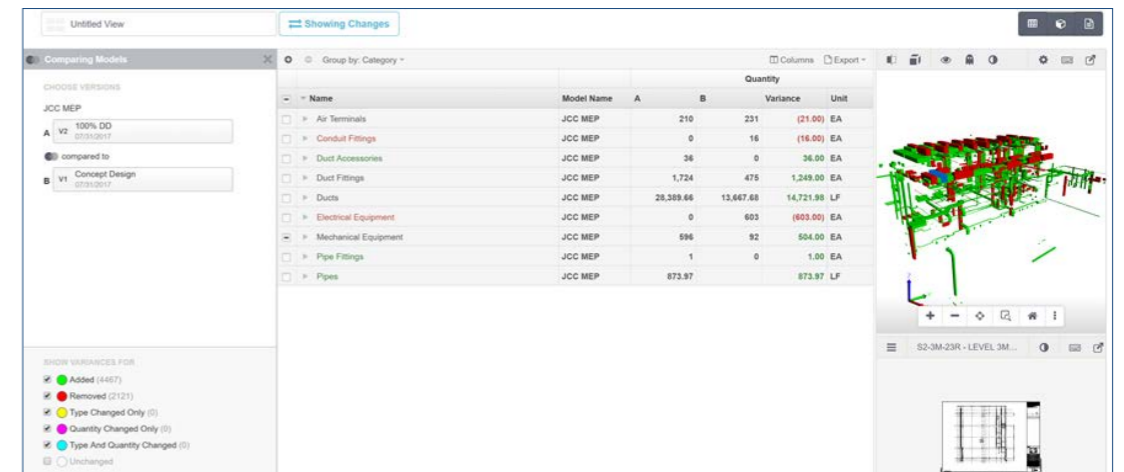 Untitled View
Showing Changes
Comparing Models
Group by: Category
Columns Export
CHOOSE VERSIONS
JCC MEP
A V2 100% DD
07/31/2017
compared to
B V1 Concept Design
07/31/2017
Quantity
Name Model Name A B Variance Unit
Air Terminals JCC MEP 210 231 (21.00) EA
Conduit Fittings JCC MEP 0 16 (16.00) EA
Duct Accessories JCC MEP 36 0 36.00 EA
Duct Fittings JCC MEP 1,724 475 1,249.00 EA
Ducts JCC MEP 28,389.66 13,667.68 14,721.98 LF
Electrical Equipment JCC MEP 0 603 (603.00) EA
Mechanical Equipment JCC MEP 596 92 504.00 EA
Pipe Fittings JCC MEP 1 0 1.00 EA
Pipes JCC MEP 873.97 873.97 LF
S2-3M-23R - LEVEL 3M...
SHOW VARIANCES FOR
Added (4467)
Removed (2121)
Type Changed Only (0)
Quantity Changed Only (0)
Type And Quantity Changed (0)
Unchanged